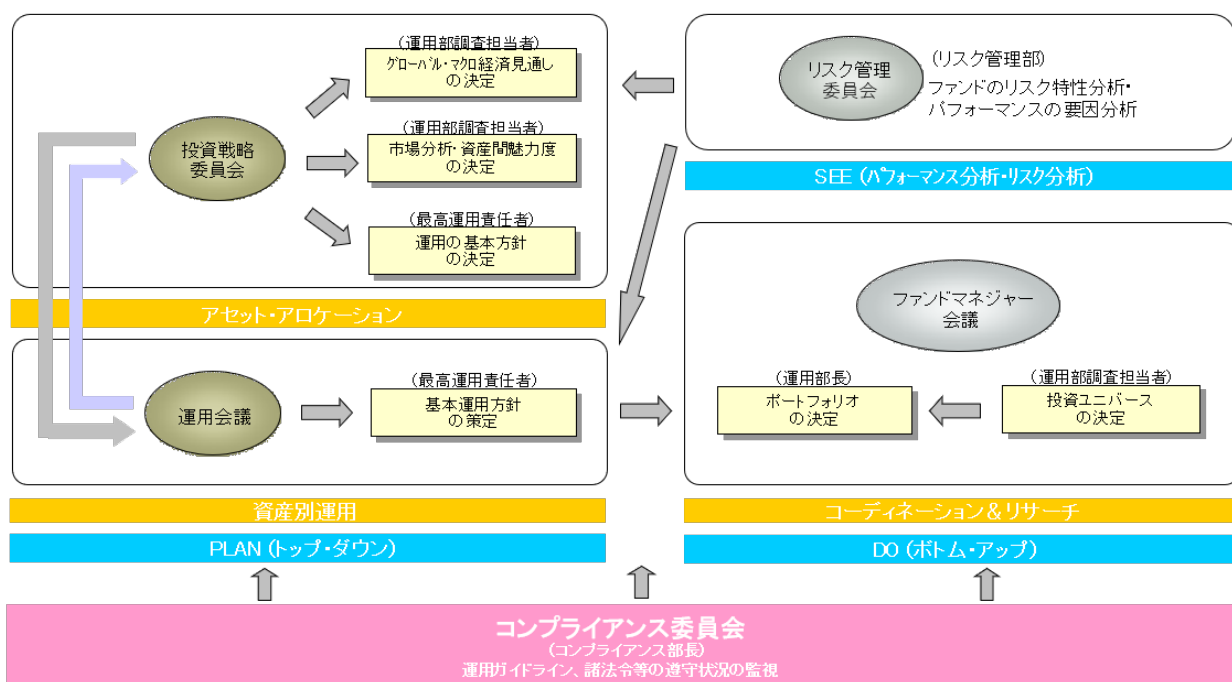 (運用部調査担当者)
グローバル・マクロ経済見通し
の決定
投資戦略
委員会
(運用部調査担当者)
市場分析・資産間魅力度
の決定
(最高運用責任者)
運用の基本方針
の決定
アセット・アロケーション
リスク管理
委員会
(リスク管理部)
ファンドのリスク特性分析・
パフォーマンスの要因分析
SEE (パフォーマンス分析・リスク分析)
運用会議
(最高運用責任者)
基本運用方針
の策定
資産別運用
PLAN (トップ・ダウン)
ファンドマネジャー
会議
(運用部長)
ポートフォリオ
の決定
(運用部調査担当者)
投資ユニバース
の決定
コーディネーション&リサーチ
DO (ボトム・アップ)
コンプライアンス委員会
(コンプライアンス部長)
運用ガイドライン、諸法令等の遵守状況の監視